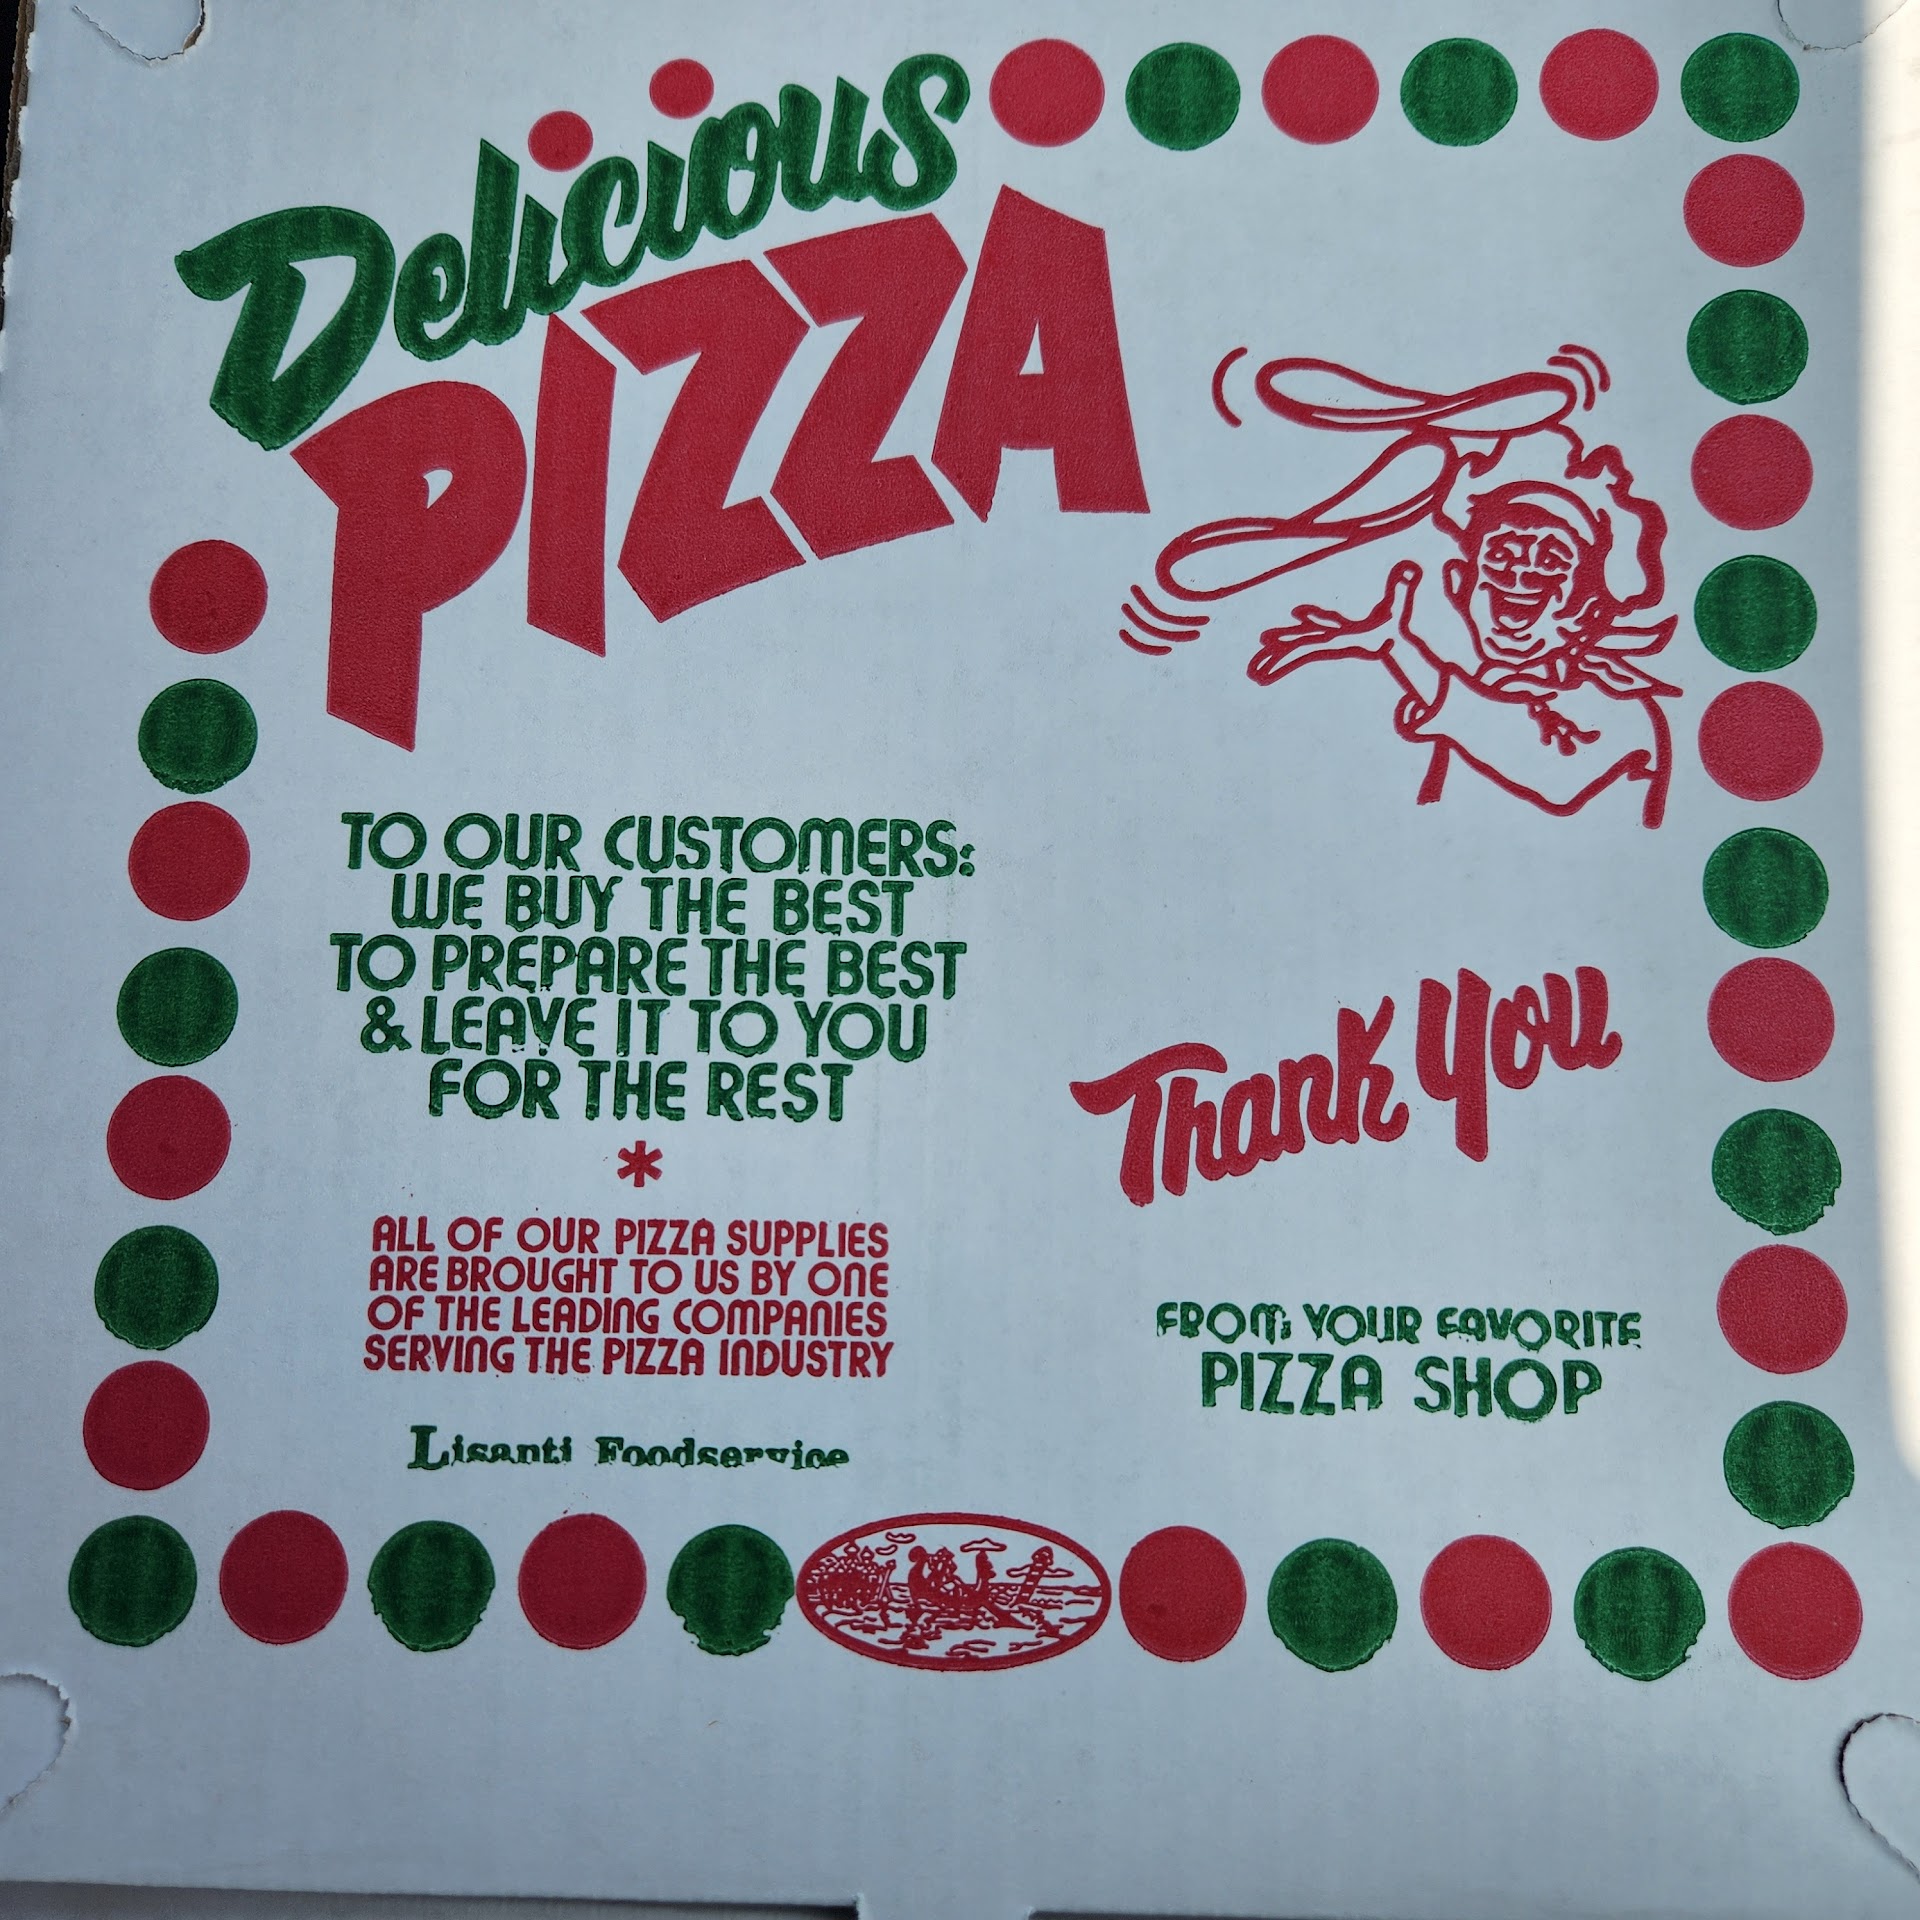 Delicious
PIZZA
TO OUR CUSTOMERS:
WE BUY THE BEST
TO PREPARE THE BEST
& LEAVE IT TO YOU
FOR THE REST
*
ALL OF OUR PIZZA SUPPLIES
ARE BROUGHT TO US BY ONE
OF THE LEADING COMPANIES
SERVING THE PIZZA INDUSTRY
Lisanti Foodservice
Thank You
FROM YOUR FAVORITE
PIZZA SHOP